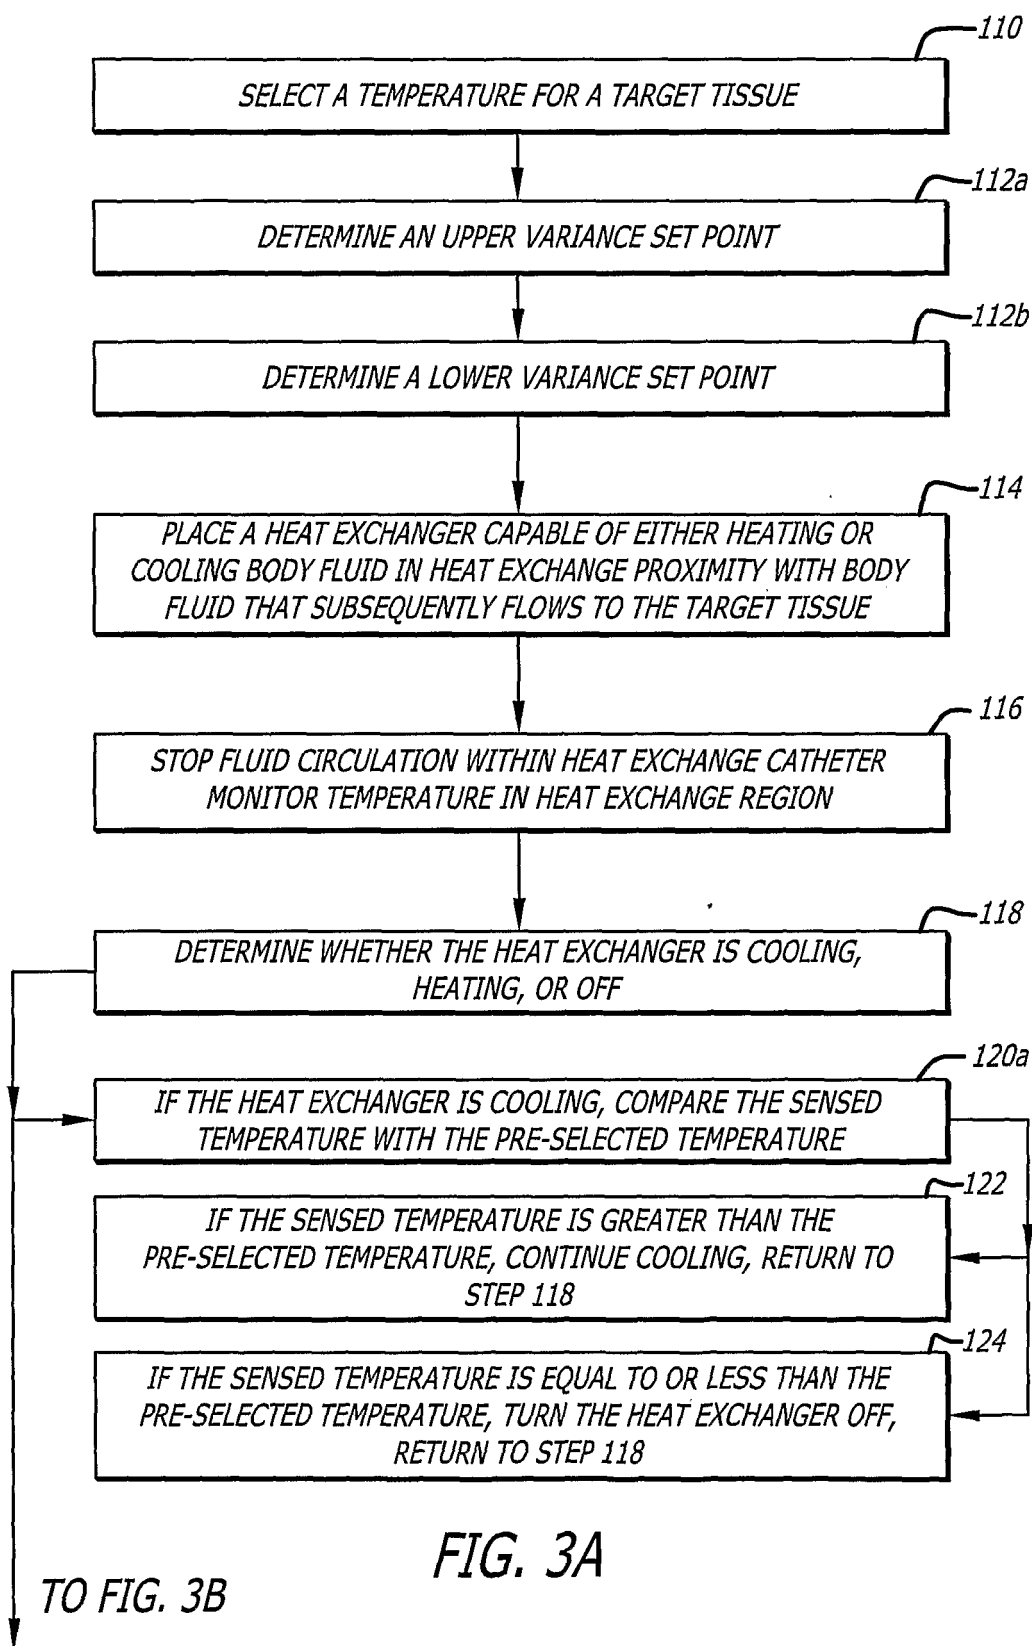 110
SELECT A TEMPERATURE FOR A TARGET TISSUE
112a
DETERMINE AN UPPER VARIANCE SET POINT
112b
DETERMINE A LOWER VARIANCE SET POINT
114
PLACE A HEAT EXCHANGER CAPABLE OF EITHER HEATING OR
COOLING BODY FLUID IN HEAT EXCHANGE PROXIMITY WITH BODY
FLUID THAT SUBSEQUENTLY FLOWS TO THE TARGET TISSUE
116
STOP FLUID CIRCULATION WITHIN HEAT EXCHANGE CATHETER
MONITOR TEMPERATURE IN HEAT EXCHANGE REGION
118
DETERMINE WHETHER THE HEAT EXCHANGER IS COOLING,
HEATING, OR OFF
120a
IF THE HEAT EXCHANGER IS COOLING, COMPARE THE SENSED
TEMPERATURE WITH THE PRE-SELECTED TEMPERATURE
122
IF THE SENSED TEMPERATURE IS GREATER THAN THE
PRE-SELECTED TEMPERATURE, CONTINUE COOLING, RETURN TO
STEP 118
124
IF THE SENSED TEMPERATURE IS EQUAL TO OR LESS THAN THE
PRE-SELECTED TEMPERATURE, TURN THE HEAT EXCHANGER OFF,
RETURN TO STEP 118
FIG. 3A
TO FIG. 3B